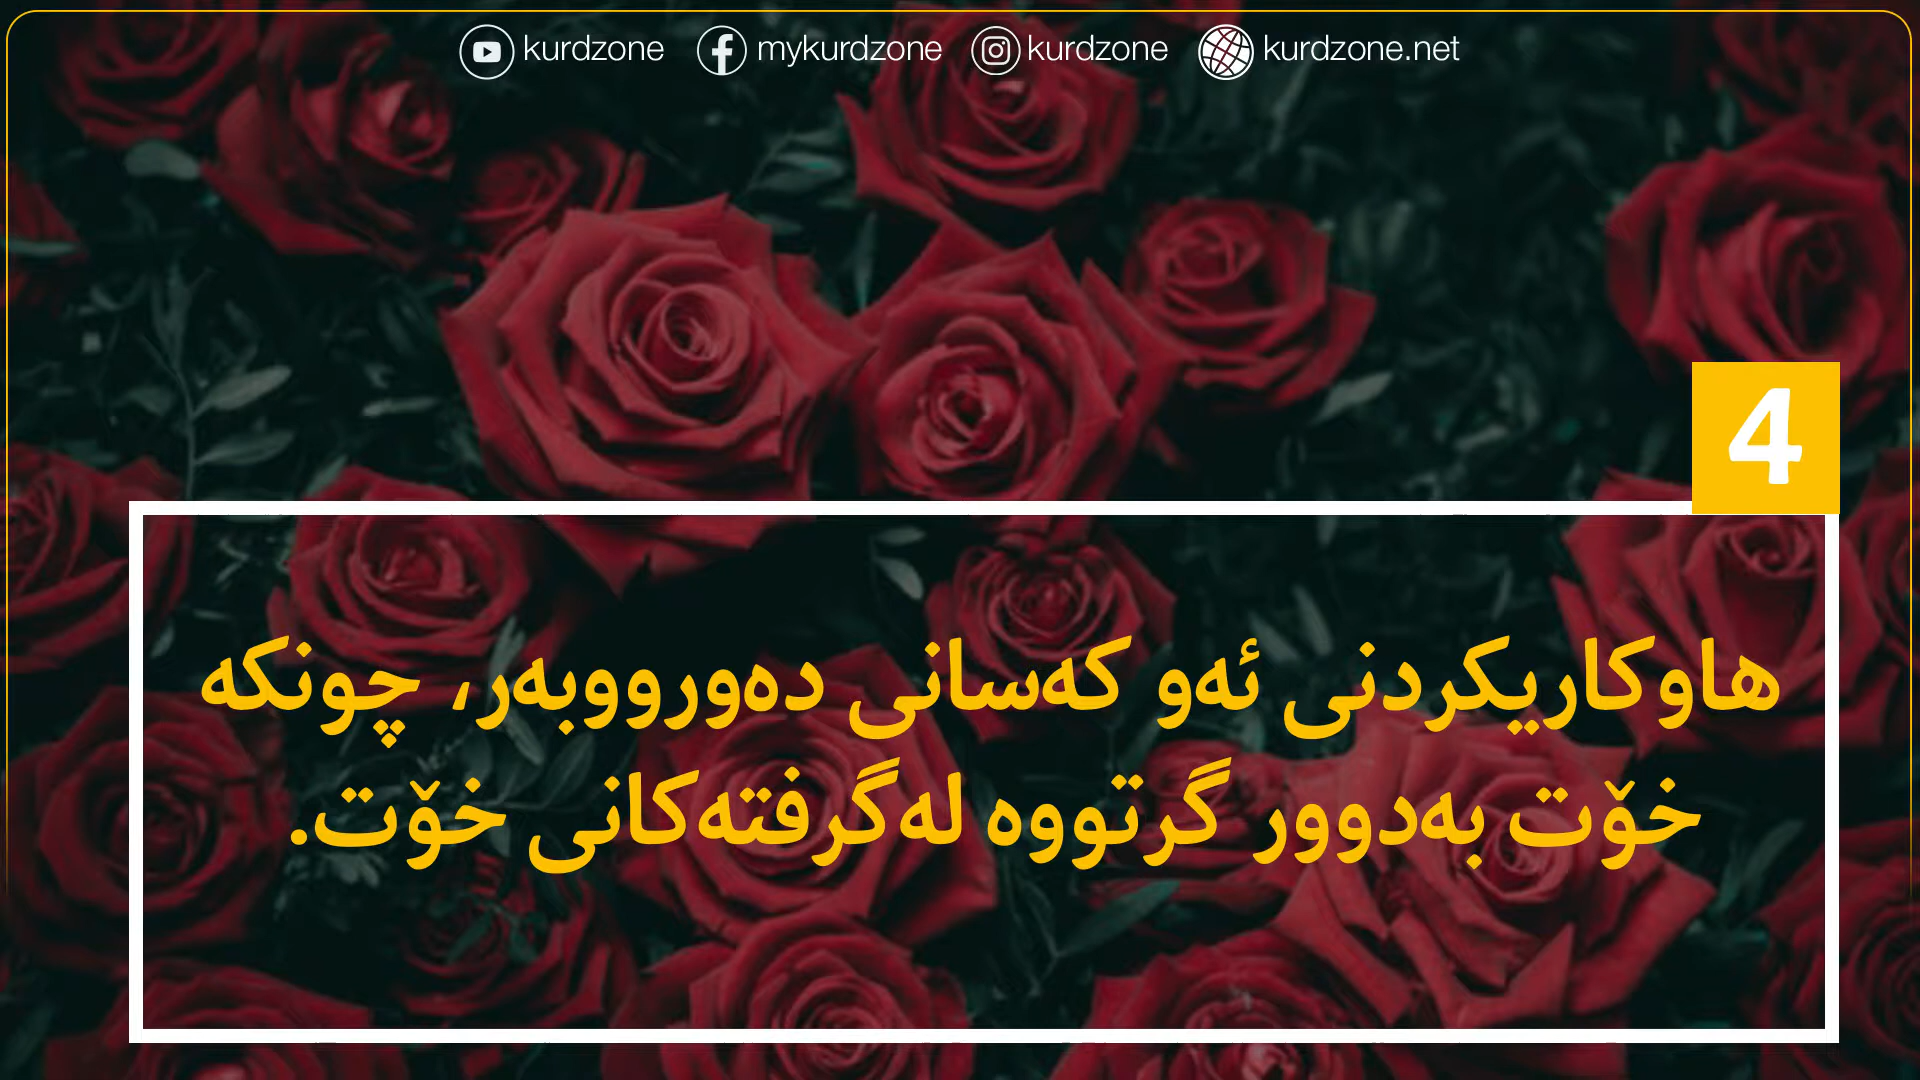 kurdzone mykurdzone kurdzone kurdzone.net
4
هاوکاریکردنی ئەو کەسانی دەورووبەر، چونکە
خۆت بەدوور گرتووە لەگرفتەکانی خۆت.